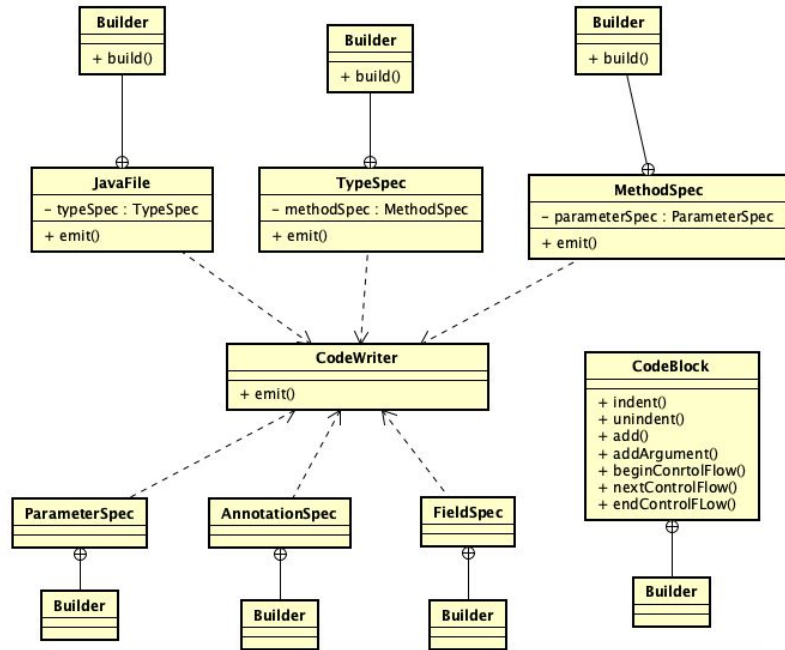 Builder
+ build()
Builder
+ build()
Builder
+ build()
JavaFile
- typeSpec : TypeSpec
+ emit()
TypeSpec
- methodSpec : MethodSpec
+ emit()
MethodSpec
- parameterSpec : ParameterSpec
+ emit()
CodeWriter
+ emit()
CodeBlock
+ indent()
+ unindent()
+ add()
+ addArgument()
+ beginConrtolFlow()
+ nextControlFlow()
+ endControlFLow()
ParameterSpec
AnnotationSpec
FieldSpec
Builder
Builder
Builder
Builder